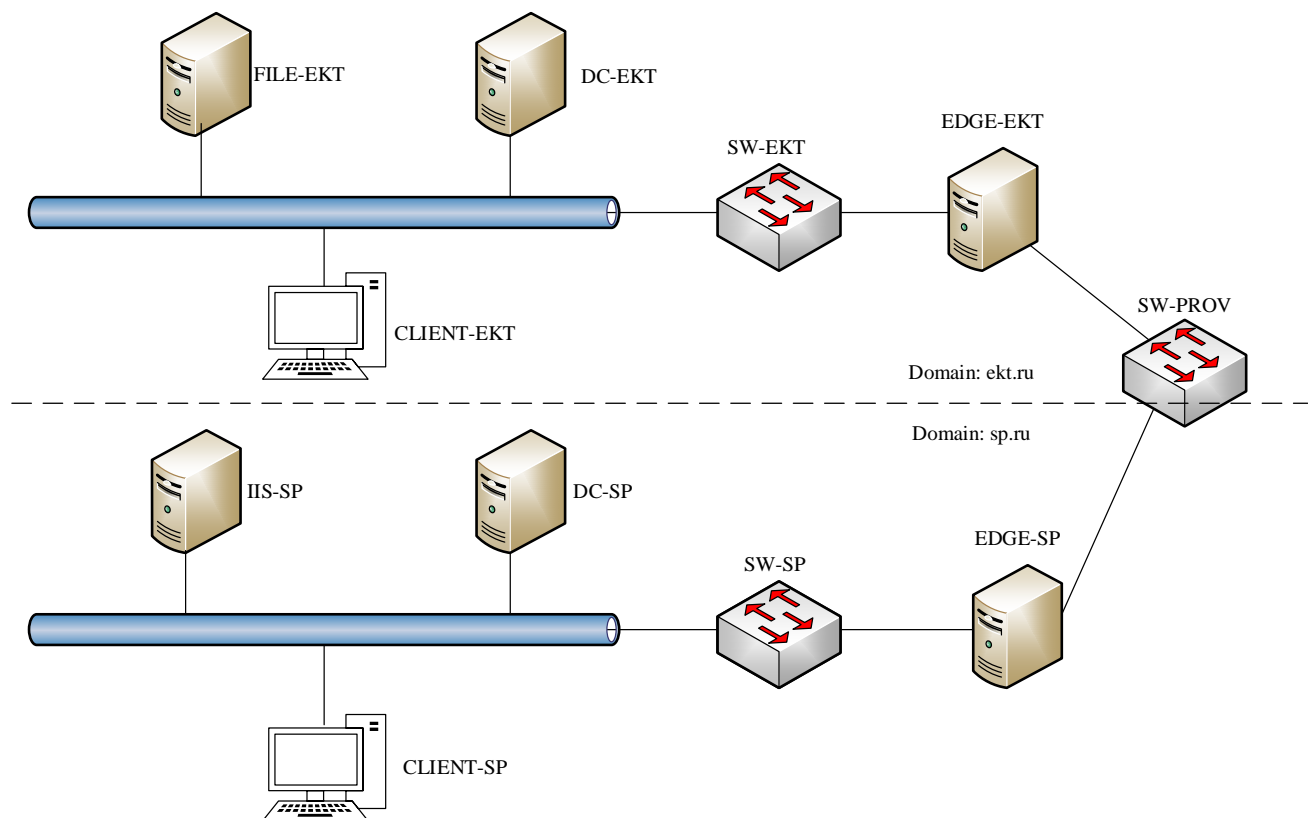 FILE-EKT
DC-EKT
EDGE-EKT
SW-EKT
SW-PROV
CLIENT-EKT
Domain: ekt.ru
Domain: sp.ru
IIS-SP
DC-SP
EDGE-SP
SW-SP
CLIENT-SP